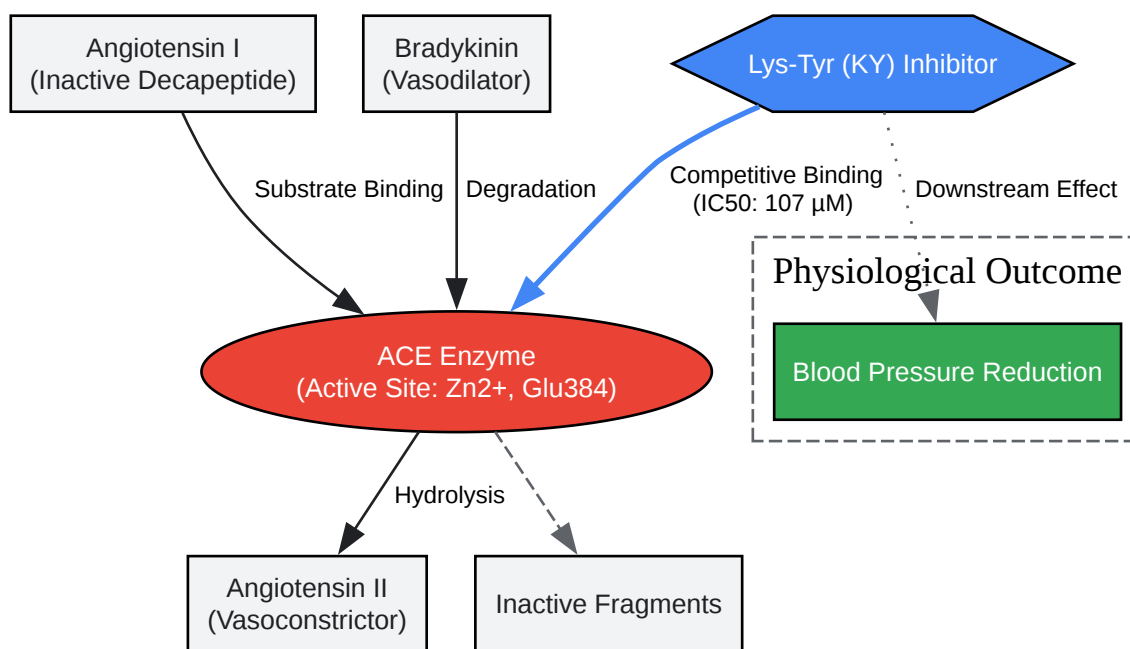 Angiotensin I
(Inactive Decapeptide)
Bradykinin
(Vasodilator)
Lys-Tyr (KY) Inhibitor
Substrate Binding
Degradation
Competitive Binding
(IC50: 107 µM)
Downstream Effect
Physiological Outcome
ACE Enzyme
(Active Site: Zn2+, Glu384)
Blood Pressure Reduction
Hydrolysis
Angiotensin II
(Vasoconstrictor)
Inactive Fragments